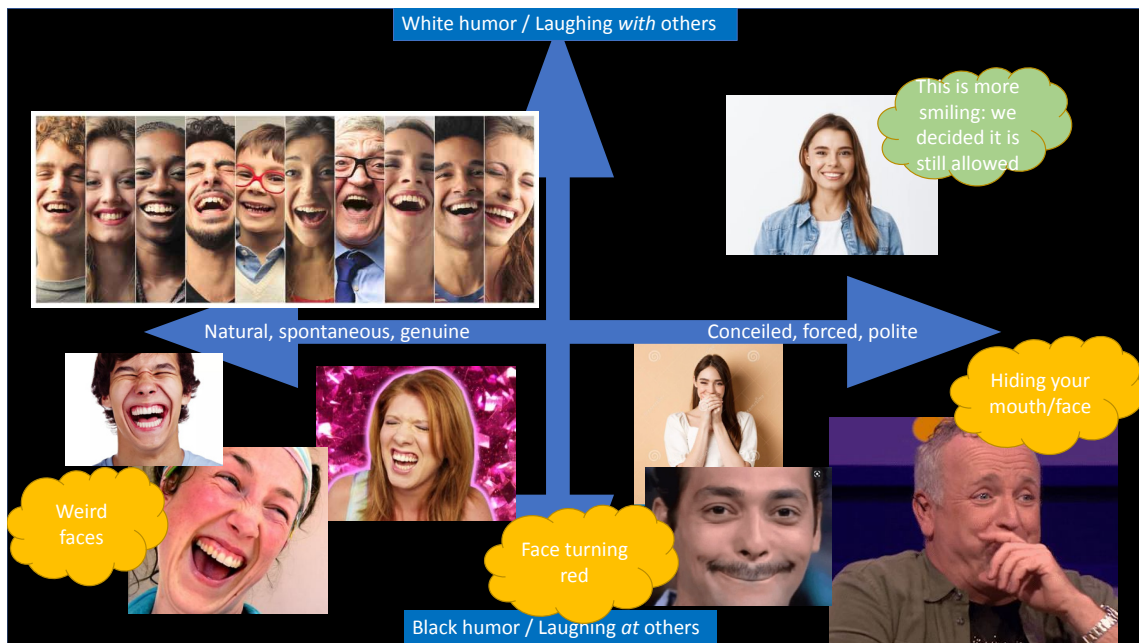 White humor / Laughing with others
This is more
smiling: we
decided it is
still allowed
Natural, spontaneous, genuine
Conceiled, forced, polite
Hiding your
mouth/face
Weird
faces
Face turning
red
Black humor / Laughing at others